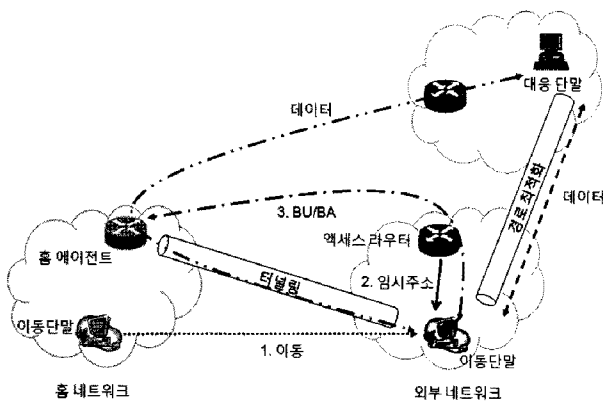 대응 단말
데이터
경로최적화
데이터
3. BU/BA
액세스 라우터
홈 에이전트
터널링
2. 임시주소
이동단말
1. 이동
이동단말
홈 네트워크
외부 네트워크